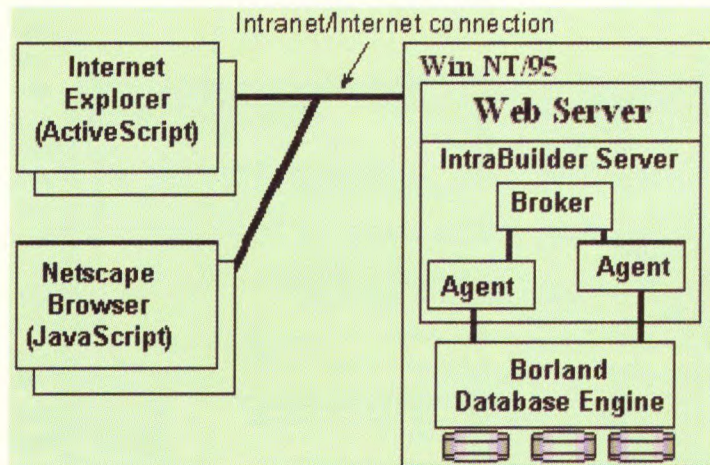 Intranet/Internet connection
Internet
Explorer
(ActiveScript)
Netscape
Browser
(JavaScript)
Win NT/95
Web Server
IntraBuilder Server
Broker
Agent
Agent
Borland
Database Engine